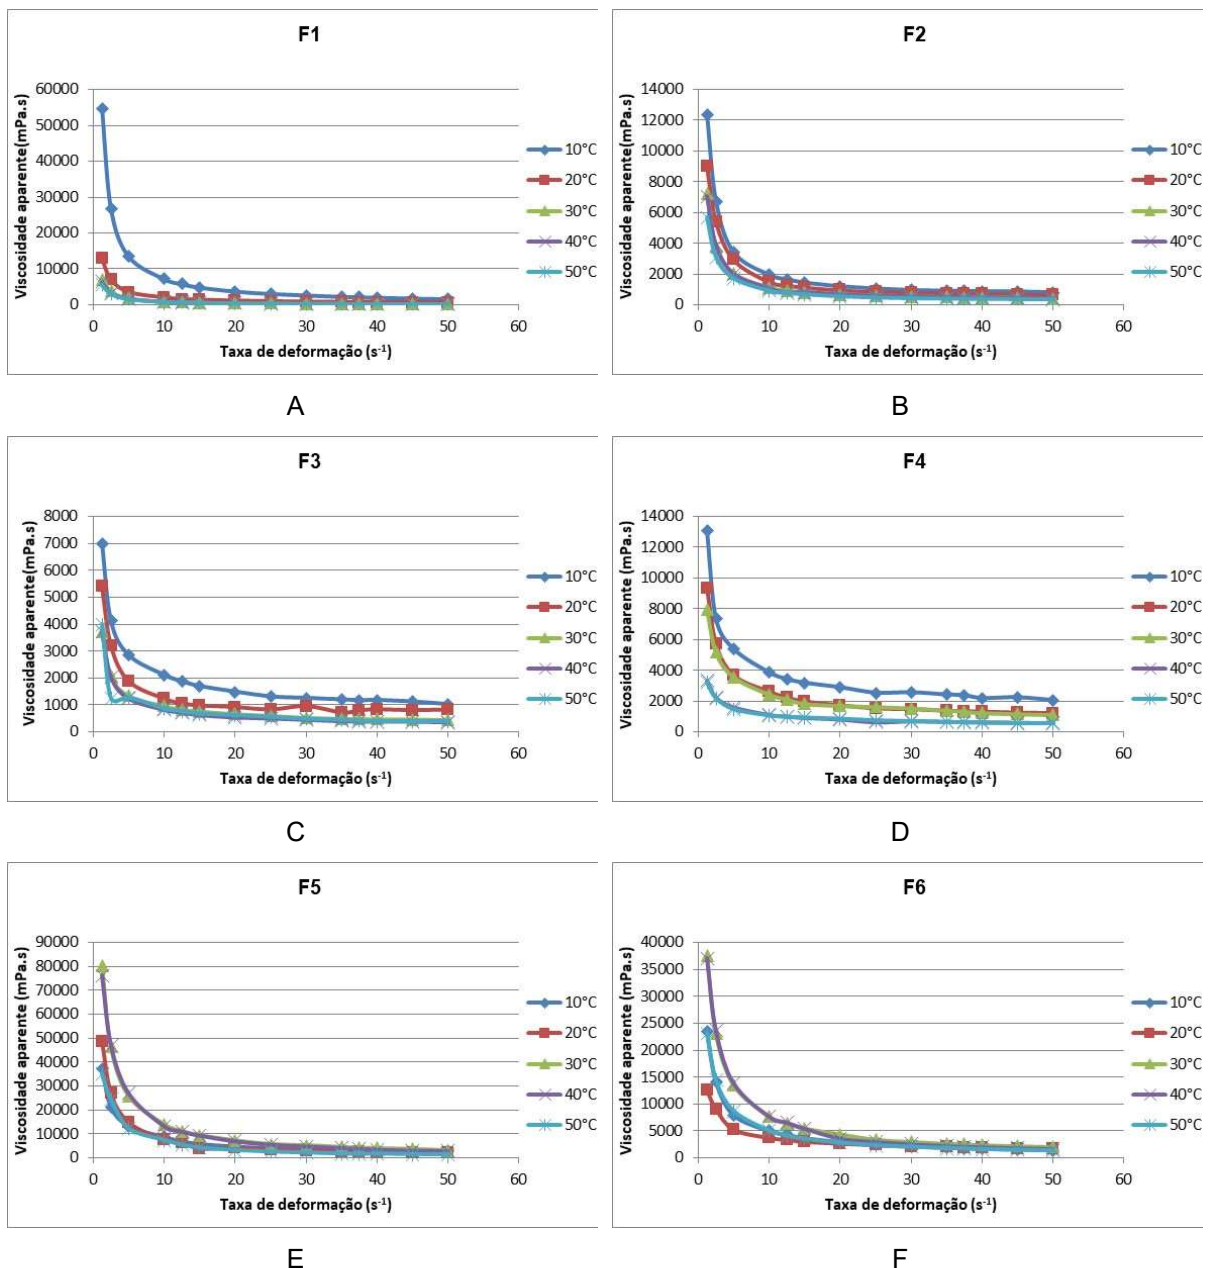 F1
Viscosidade aparente(mPa.s)
60000
50000
40000
30000
20000
10000
0
0 10 20 30 40 50 60
Taxa de deformação (s⁻¹)
10°C
20°C
30°C
40°C
50°C
A
F2
Viscosidade aparente (mPa.s)
14000
12000
10000
8000
6000
4000
2000
0
0 10 20 30 40 50 60
Taxa de deformação (s⁻¹)
10°C
20°C
30°C
40°C
50°C
B
F3
Viscosidade aparente(mPa.s)
8000
7000
6000
5000
4000
3000
2000
1000
0
0 10 20 30 40 50 60
Taxa de deformação (s⁻¹)
10°C
20°C
30°C
40°C
50°C
C
F4
Viscosidade aparente(mPa.s)
14000
12000
10000
8000
6000
4000
2000
0
0 10 20 30 40 50 60
Taxa de deformação (s⁻¹)
10°C
20°C
30°C
40°C
50°C
D
F5
Viscosidade aparente (mPa.s)
90000
80000
70000
60000
50000
40000
30000
20000
10000
0
0 10 20 30 40 50 60
Taxa de deformação (s⁻¹)
10°C
20°C
30°C
40°C
50°C
E
F6
Viscosidade aparente (mPa.s)
40000
35000
30000
25000
20000
15000
10000
5000
0
0 10 20 30 40 50 60
Taxa de deformação (s⁻¹)
10°C
20°C
30°C
40°C
50°C
F